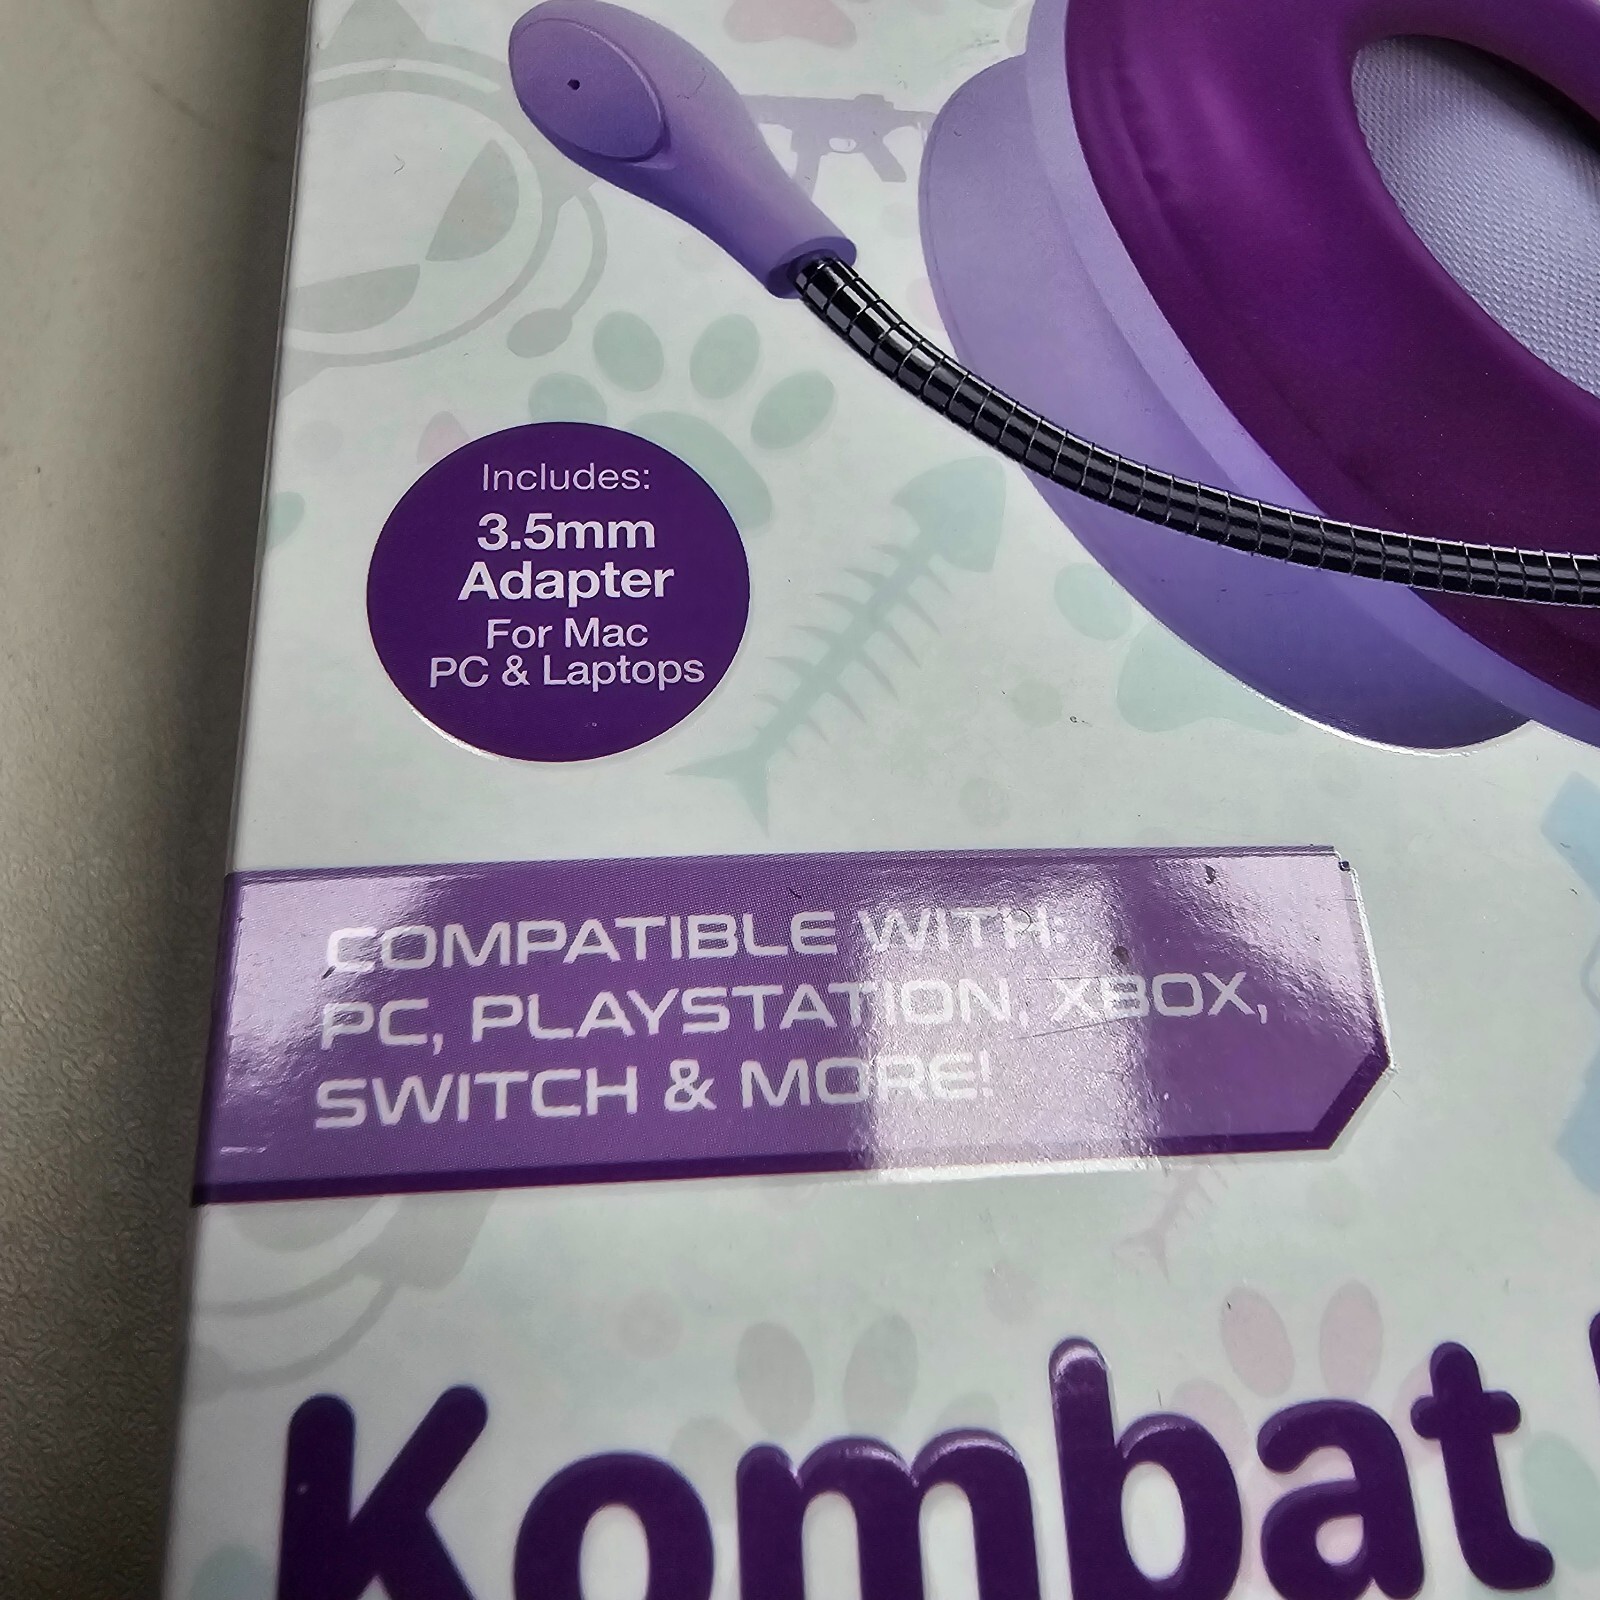 Includes:
3.5mm
Adapter
For Mac
PC & Laptops
COMPATIBLE WITH:
PC, PLAYSTATION, XBOX,
SWITCH & MORE!
Kombat